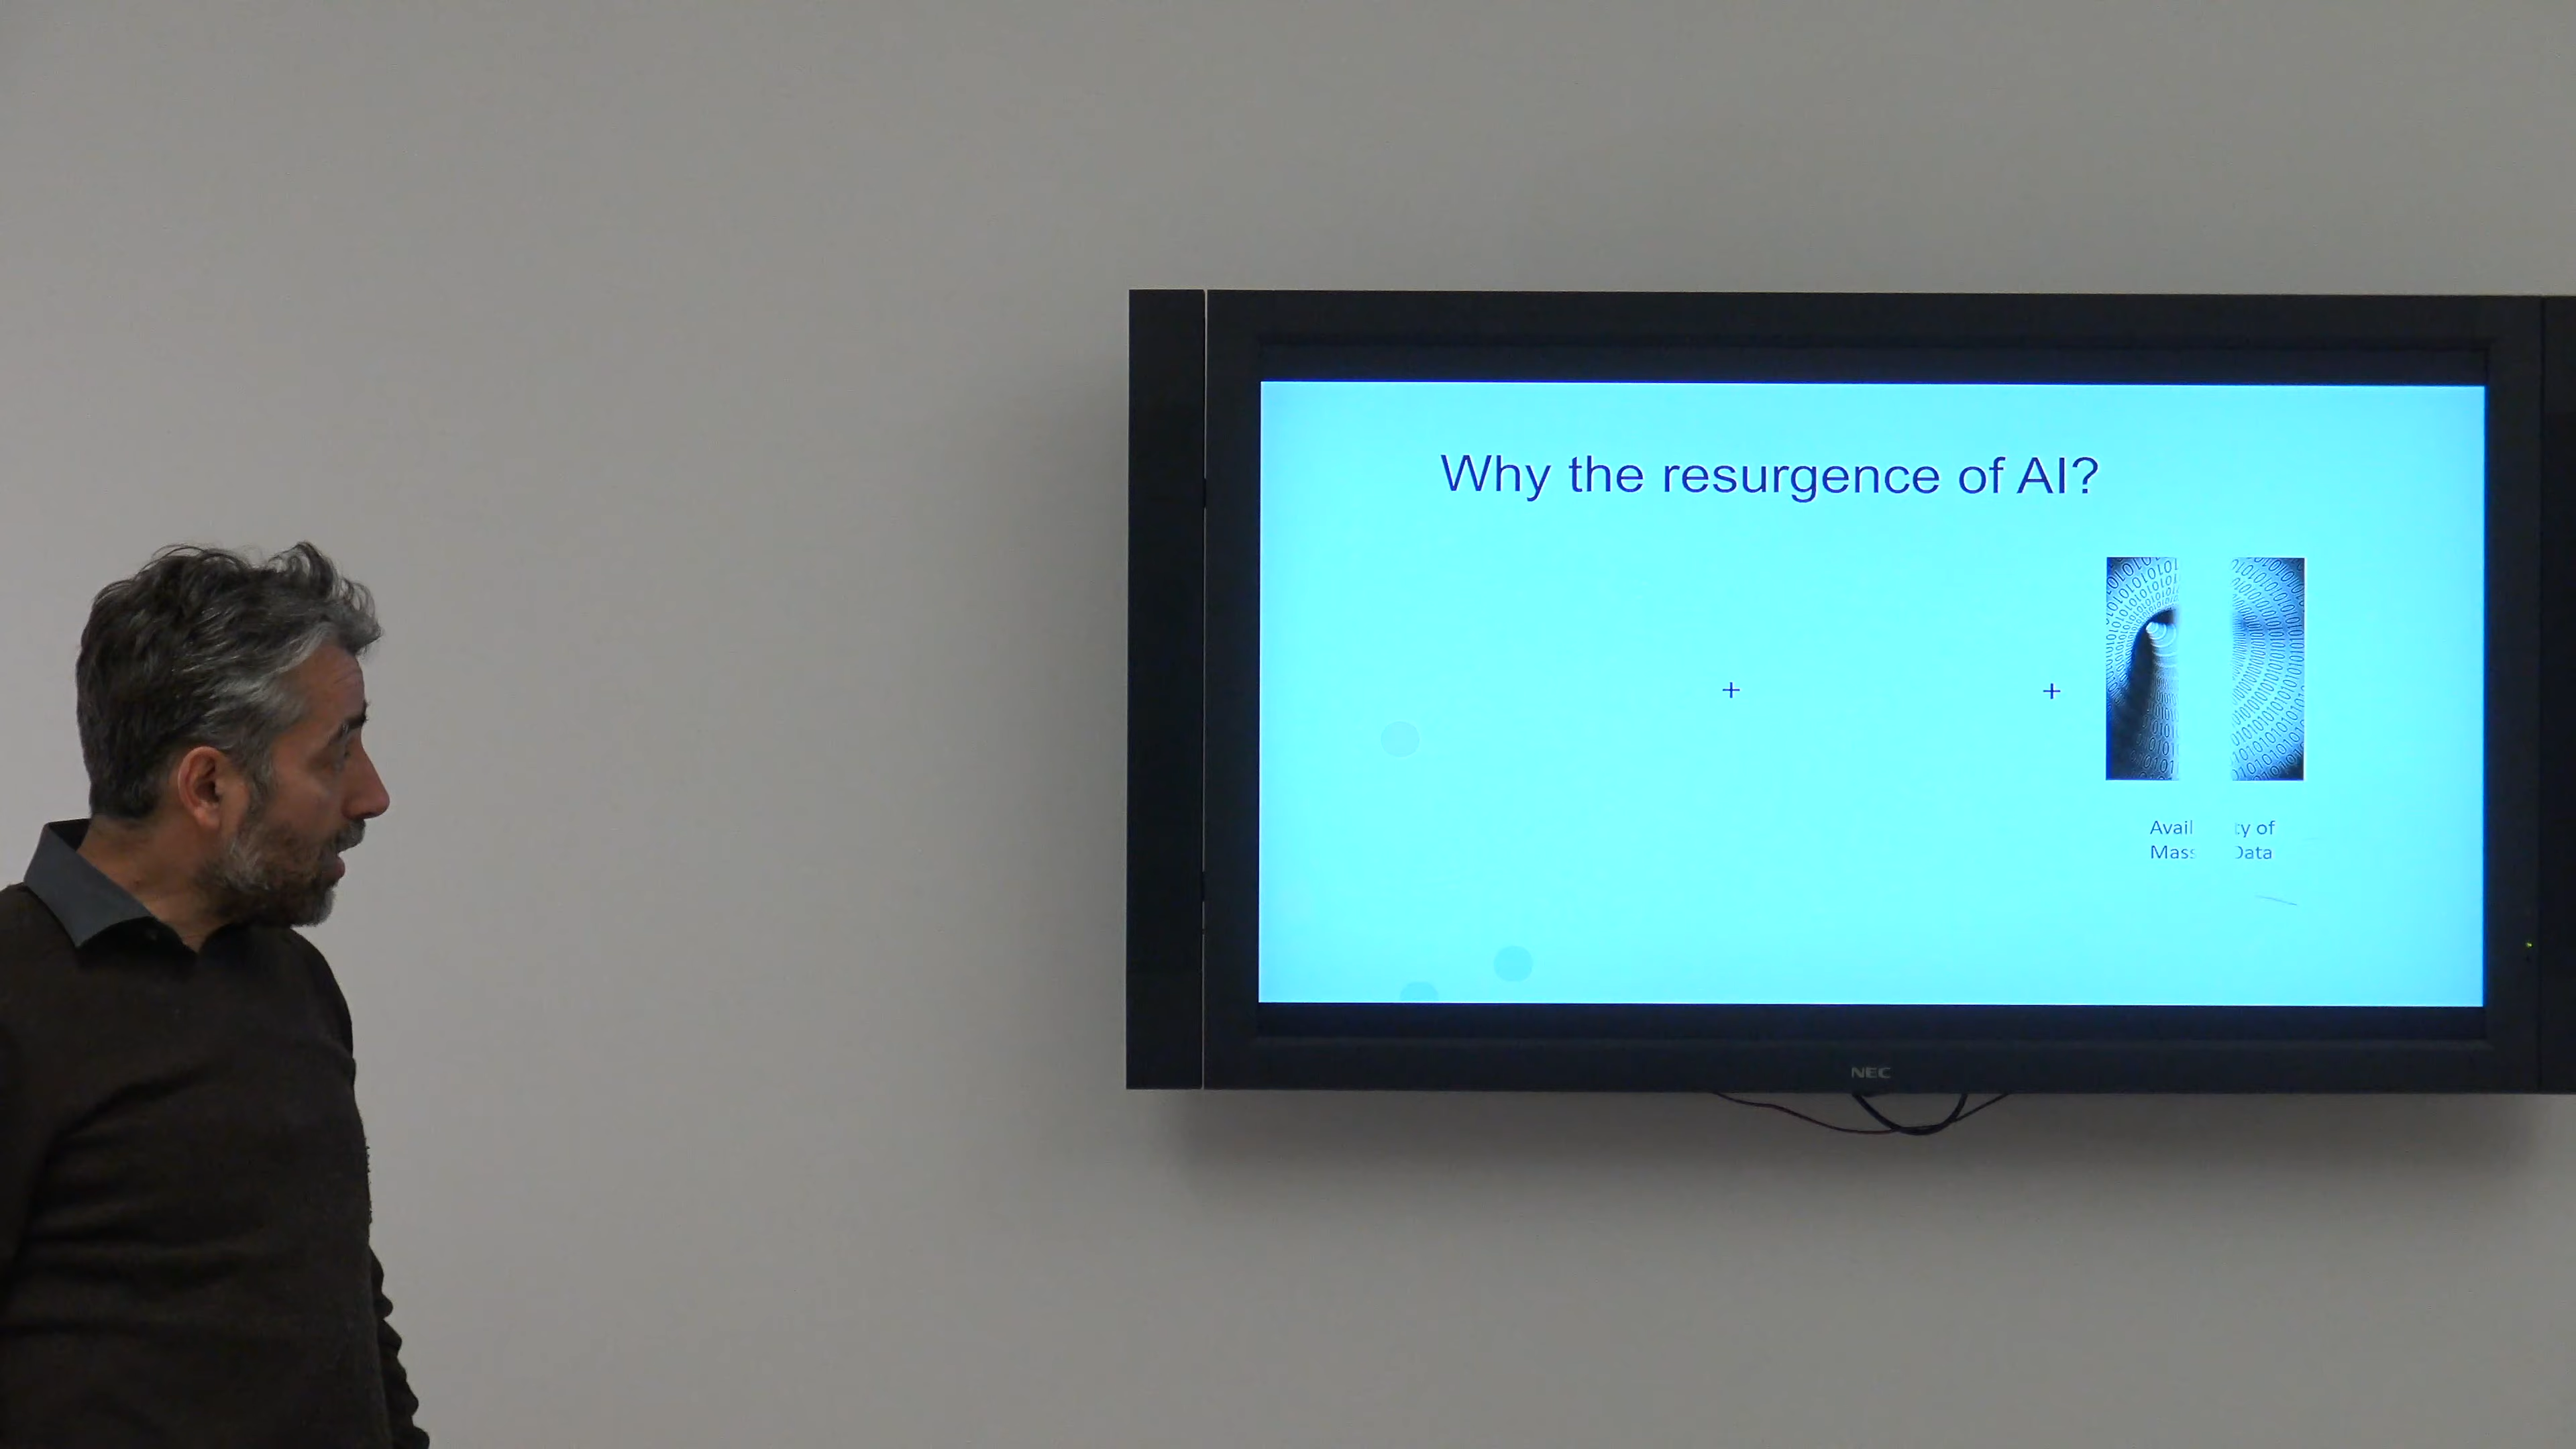 Why the resurgence of AI?
+ +
Avail ty of
Mass Data
NEC